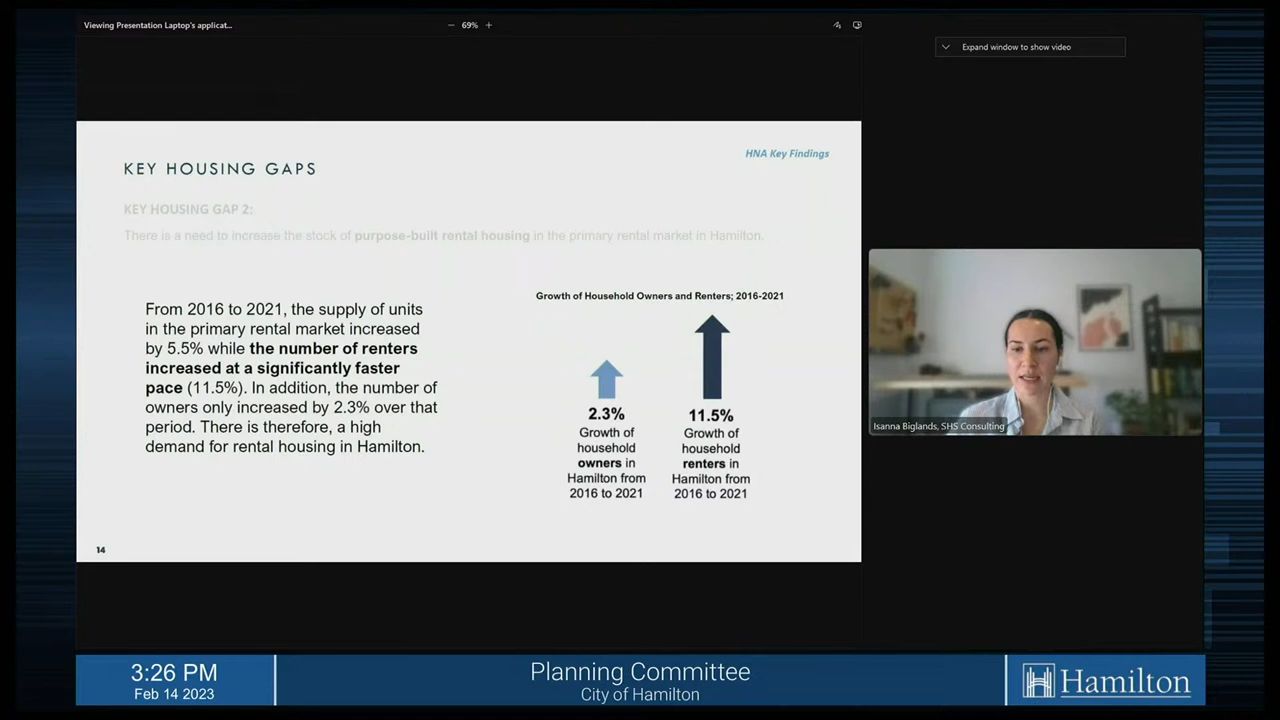 Viewing Presentation Laptop's applicat...
69%
Expand window to show video
HNA Key Findings
KEY HOUSING GAPS
KEY HOUSING GAP 2:
There is a need to increase the stock of purpose-built rental housing in the primary rental market in Hamilton.
From 2016 to 2021, the supply of units
in the primary rental market increased
by 5.5% while the number of renters
increased at a significantly faster
pace (11.5%). In addition, the number of
owners only increased by 2.3% over that
period. There is therefore, a high
demand for rental housing in Hamilton.
Growth of Household Owners and Renters; 2016-2021
2.3%
Growth of
household
owners in
Hamilton from
2016 to 2021
11.5%
Growth of
household
renters in
Hamilton from
2016 to 2021
14
Isanna Biglands, SHS Consulting
3:26 PM
Feb 14 2023
Planning Committee
City of Hamilton
Hamilton